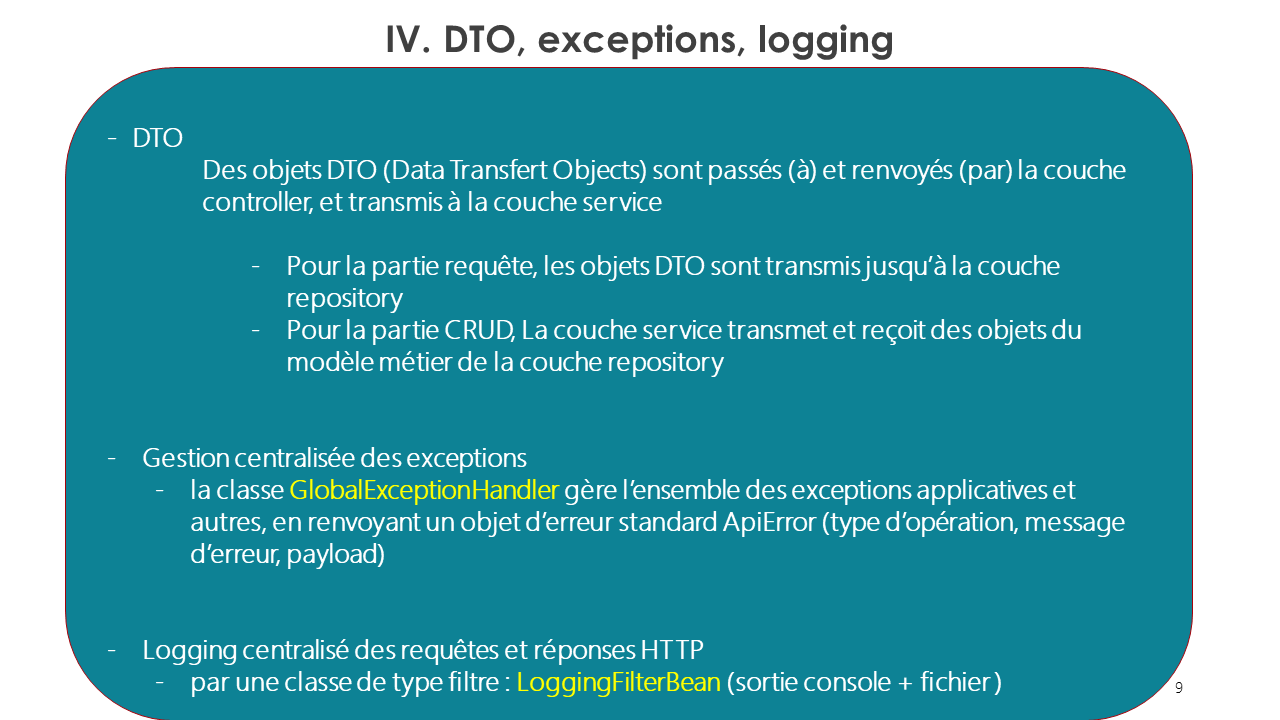 IV. DTO, exceptions, logging
- DTO
Des objets DTO (Data Transfert Objects) sont passés (à) et renvoyés (par) la couche
controller, et transmis à la couche service
- Pour la partie requête, les objets DTO sont transmis jusqu’à la couche
repository
- Pour la partie CRUD, La couche service transmet et reçoit des objets du
modèle métier de la couche repository
- Gestion centralisée des exceptions
- la classe GlobalExceptionHandler gère l’ensemble des exceptions applicatives et
autres, en renvoyant un objet d’erreur standard ApiError (type d’opération, message
d’erreur, payload)
- Logging centralisé des requêtes et réponses HTTP
- par une classe de type filtre : LoggingFilterBean (sortie console + fichier )
9